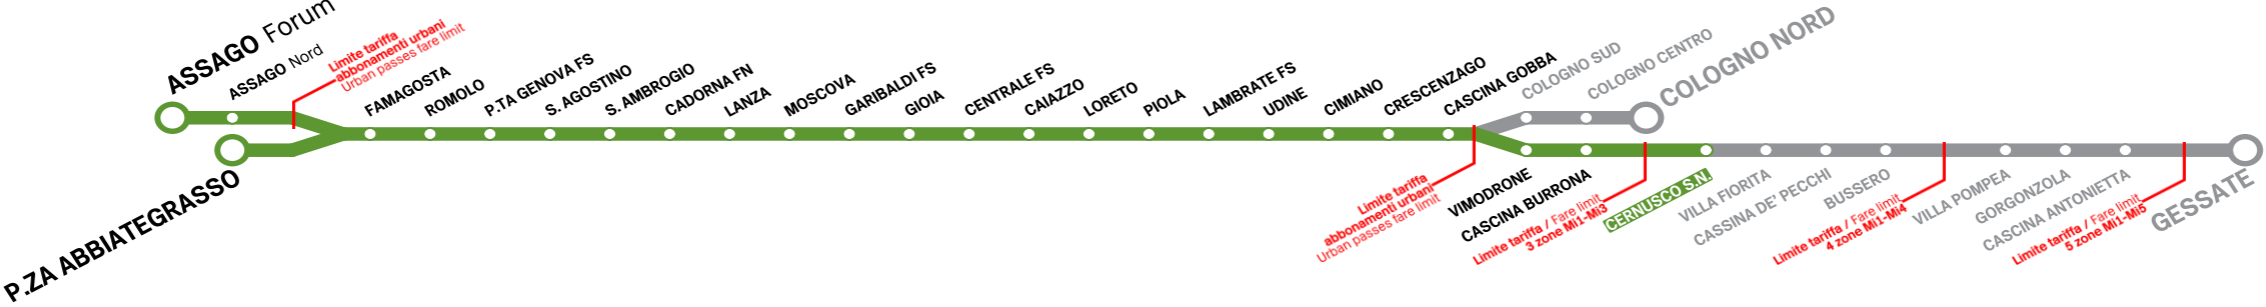 ASSAGO Forum
ASSAGO Nord
Limite tariffa
abbonamenti urbani
Urban passes fare limit
P.ZA ABBIATEGRASSO
FAMAGOSTA
ROMOLO
P.TA GENOVA FS
S. AGOSTINO
S. AMBROGIO
CADORNA FN
LANZA
MOSCOVA
GARIBALDI FS
GIOIA
CENTRALE FS
CAIAZZO
LORETO
PIOLA
LAMBRATE FS
UDINE
CIMIANO
CRESCENZAGO
CASCINA GOBBA
COLOGNO SUD
COLOGNO CENTRO
COLOGNO NORD
Limite tariffa
abbonamenti urbani
Urban passes fare limit
VIMODRONE
CASCINA BURRONA
Limite tariffa / Fare limit
3 zone Mi1-Mi3
CERNUSCO S.N.
VILLA FIORITA
CASSINA DE' PECCHI
BUSSERO
Limite tariffa / Fare limit
4 zone Mi1-Mi4
VILLA POMPEA
GORGONZOLA
CASCINA ANTONIETTA
Limite tariffa / Fare limit
5 zone Mi1-Mi5
GESSATE